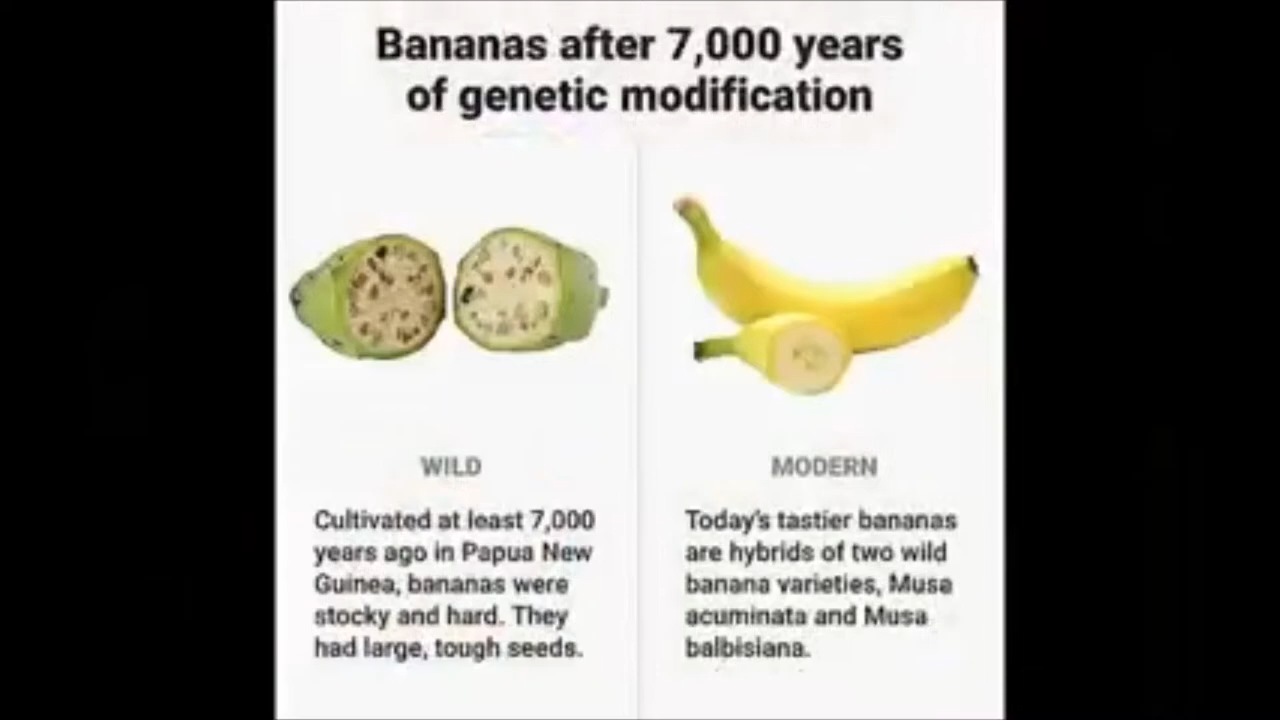 Bananas after 7,000 years
of genetic modification
WILD
Cultivated at least 7,000
years ago in Papua New
Guinea, bananas were
stocky and hard. They
had large, tough seeds.
MODERN
Today's tastier bananas
are hybrids of two wild
banana varieties, Musa
acuminata and Musa
balbisiana.